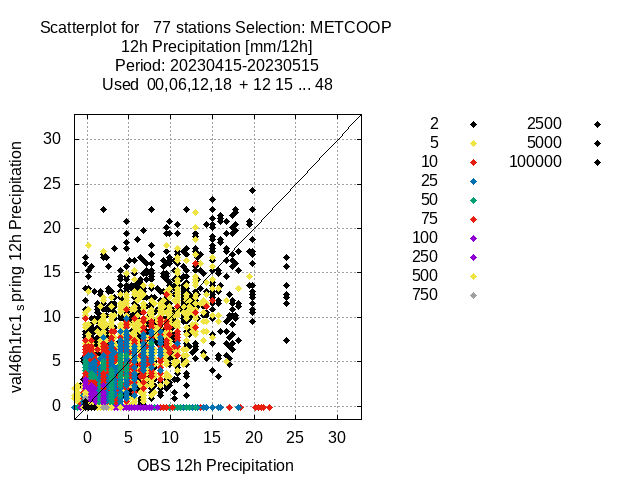 Scatterplot for   77 stations Selection: METCOOP
12h Precipitation [mm/12h]
Period: 20230415-20230515
Used  00,06,12,18  + 12 15 ... 48
val46h1rc1 s pring 12h Precipitation
30
25
20
15
10
5
0
0 5 10 15 20 25 30
OBS 12h Precipitation
2 2500
5 5000
10 100000
25
50
75
100
250
500
750